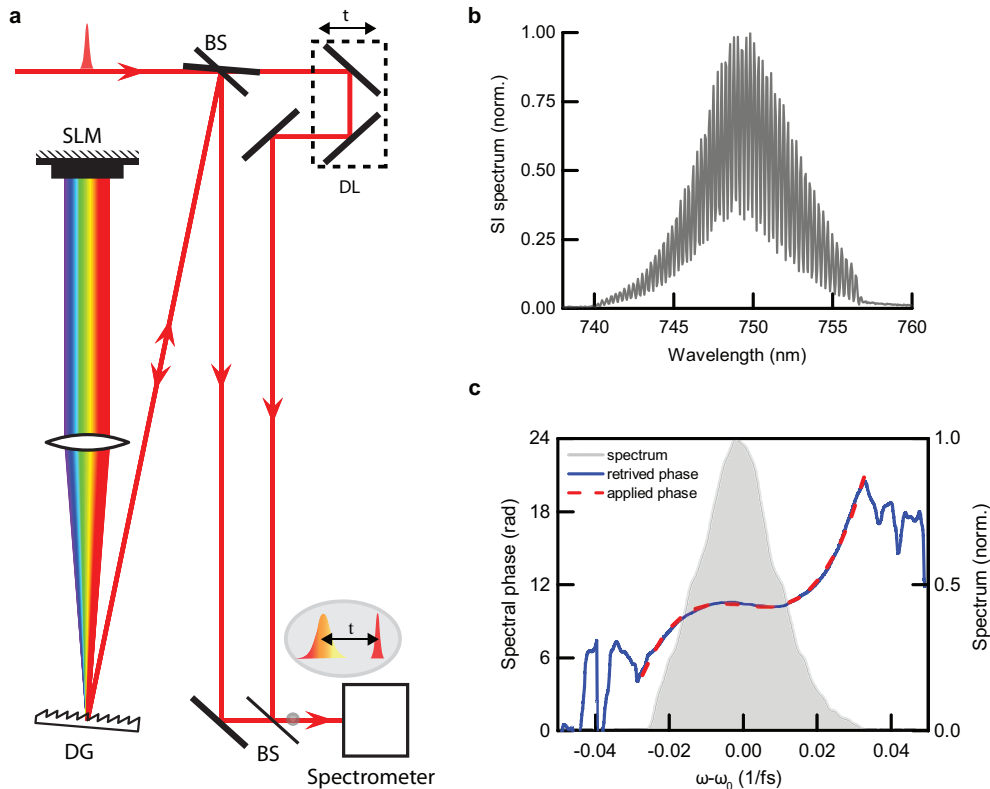 a
t
BS
SLM
DL
t
DG
BS
Spectrometer
b
1.00
0.75
0.50
0.25
0.00
SI spectrum (norm.)
740
745
750
755
760
Wavelength (nm)
c
24
18
12
6
0
Spectral phase (rad)
spectrum
retrived phase
applied phase
1.0
0.5
0.0
Spectrum (norm.)
-0.04
-0.02
0.00
0.02
0.04
ω-ω₀ (1/fs)